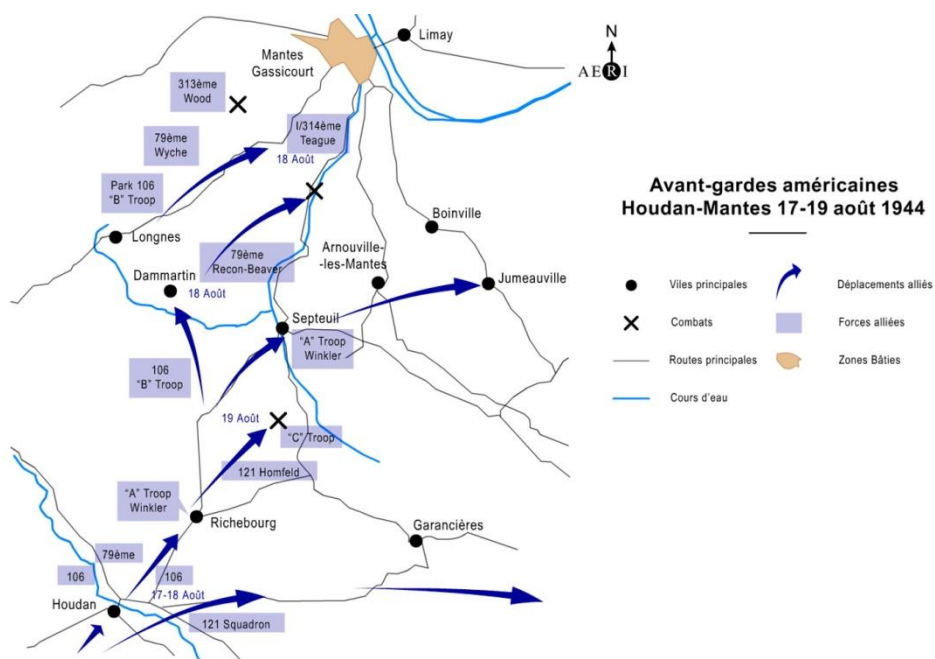 Limay
N
AERI
Mantes
Gassicourt
313ème
Wood
I/314ème
Teague
79ème
Wyche
18 Août
Park 106
"B" Troop
Longnes
79ème
Recon-Beaver
Dammartin
18 Août
Boinville
Arnouville-
-les-Mantes
Jumeauville
Septeuil
"A" Troop
Winkler
106
"B" Troop
19 Août
"C" Troop
121 Homfeld
"A" Troop
Winkler
Richebourg
Garancières
79ème
106
106
17-18 Août
Houdan
121 Squadron
Avant-gardes américaines
Houdan-Mantes 17-19 août 1944
Viles principales
Déplacements alliés
Combats
Forces alliées
Routes principales
Zones Bâties
Cours d'eau